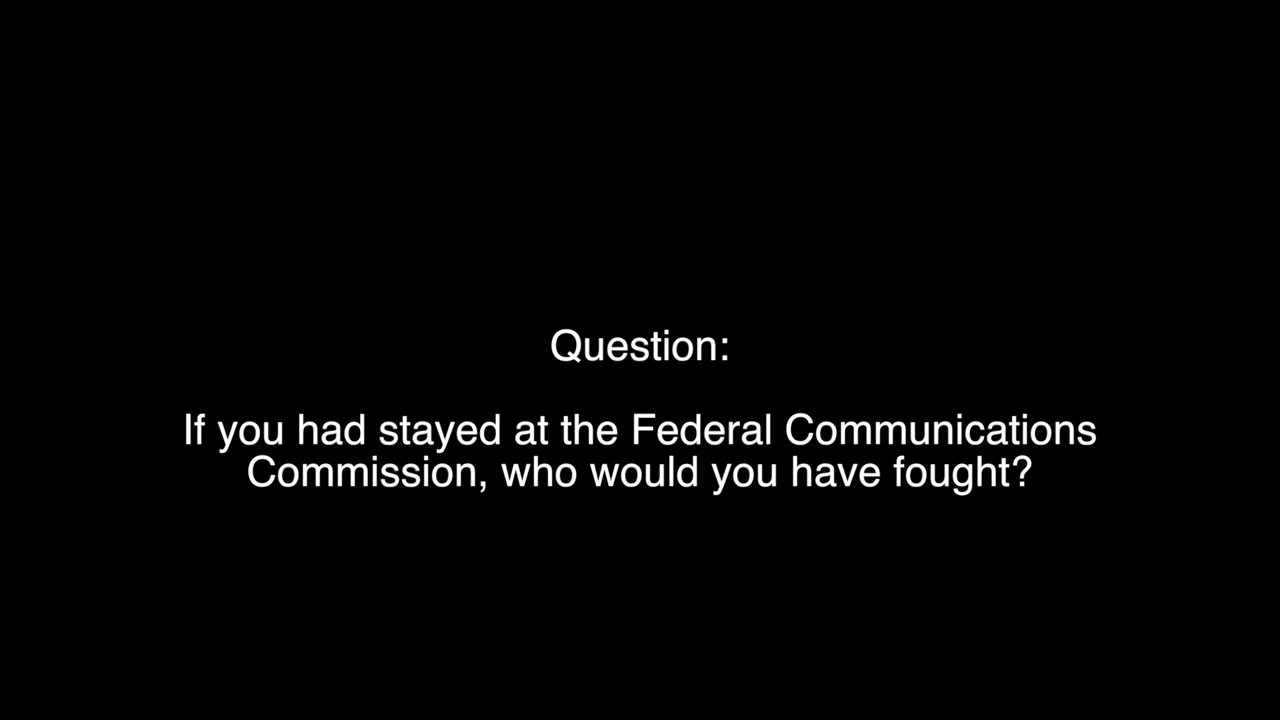 Question:
If you had stayed at the Federal Communications
Commission, who would you have fought?